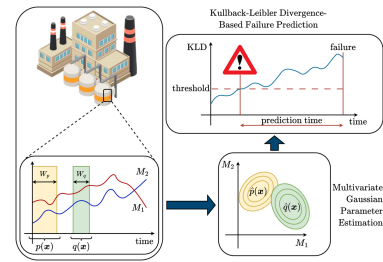 Kullback-Leibler Divergence-
Based Failure Prediction
KLD
failure
threshold
prediction time
time
W_p
W_q
M_2
M_1
p(x)
q(x)
time
M_2
p̂(x)
q̂(x)
M_1
Multivariate
Gaussian
Parameter
Estimation